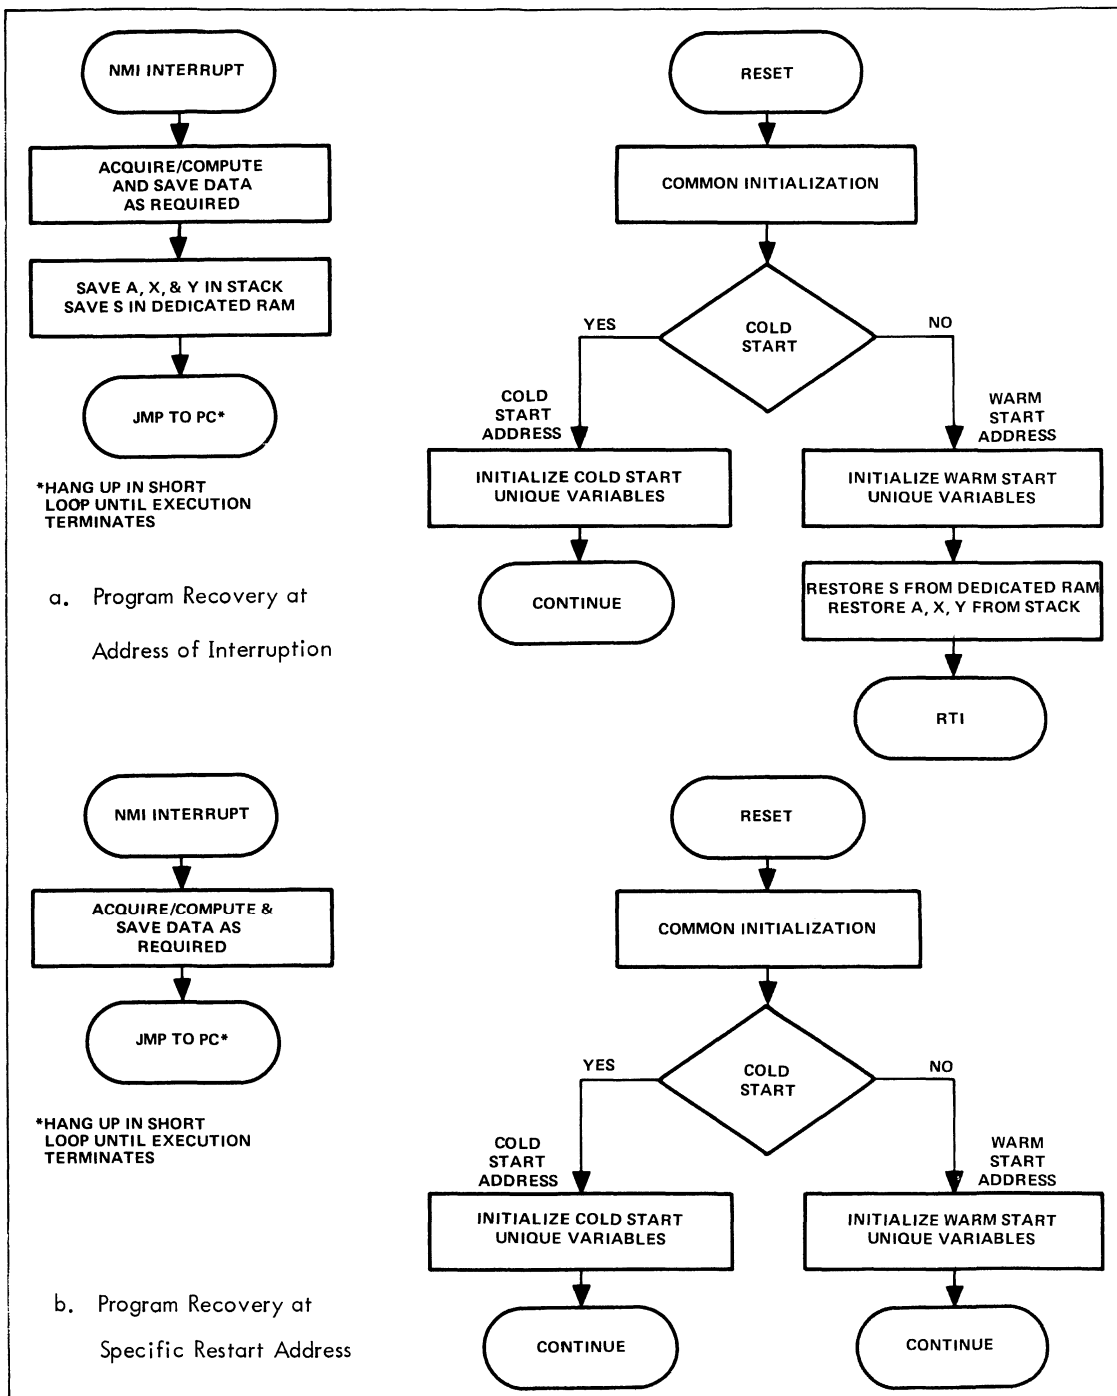 NMI INTERRUPT
ACQUIRE/COMPUTE
AND SAVE DATA
AS REQUIRED
SAVE A, X, & Y IN STACK
SAVE S IN DEDICATED RAM
JMP TO PC*
*HANG UP IN SHORT
LOOP UNTIL EXECUTION
TERMINATES
a. Program Recovery at
Address of Interruption
RESET
COMMON INITIALIZATION
COLD
START
YES
NO
COLD
START
ADDRESS
WARM
START
ADDRESS
INITIALIZE COLD START
UNIQUE VARIABLES
INITIALIZE WARM START
UNIQUE VARIABLES
CONTINUE
RESTORE S FROM DEDICATED RAM
RESTORE A, X, Y FROM STACK
RTI
NMI INTERRUPT
ACQUIRE/COMPUTE &
SAVE DATA AS
REQUIRED
JMP TO PC*
*HANG UP IN SHORT
LOOP UNTIL EXECUTION
TERMINATES
b. Program Recovery at
Specific Restart Address
RESET
COMMON INITIALIZATION
COLD
START
YES
NO
COLD
START
ADDRESS
WARM
START
ADDRESS
INITIALIZE COLD START
UNIQUE VARIABLES
INITIALIZE WARM START
UNIQUE VARIABLES
CONTINUE
CONTINUE